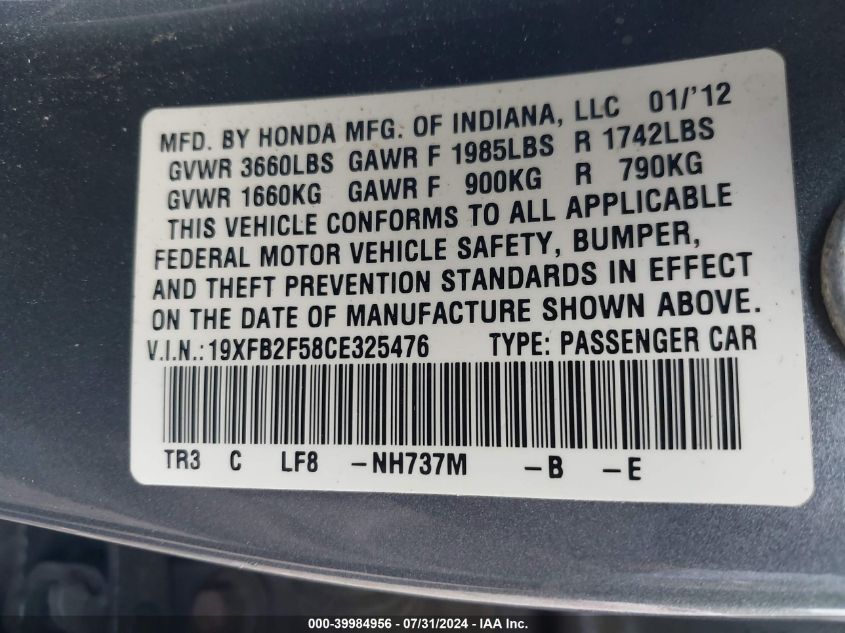 MFD. BY HONDA MFG. OF INDIANA, LLC 01/'12
GVWR 3660LBS GAWR F 1985LBS R 1742LBS
GVWR 1660KG GAWR F 900KG R 790KG
THIS VEHICLE CONFORMS TO ALL APPLICABLE
FEDERAL MOTOR VEHICLE SAFETY, BUMPER,
AND THEFT PREVENTION STANDARDS IN EFFECT
ON THE DATE OF MANUFACTURE SHOWN ABOVE.
V.I.N.:19XFB2F58CE325476 TYPE: PASSENGER CAR
TR3 C LF8 -NH737M -B -E
000-39984956 / 07/31/2024 - IAA Inc.